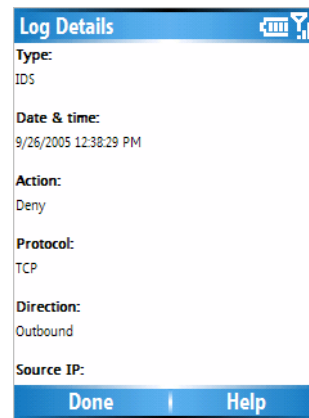 Log Details
Type:
IDS
Date & time:
9/26/2005 12:38:29 PM
Action:
Deny
Protocol:
TCP
Direction:
Outbound
Source IP:
Done Help